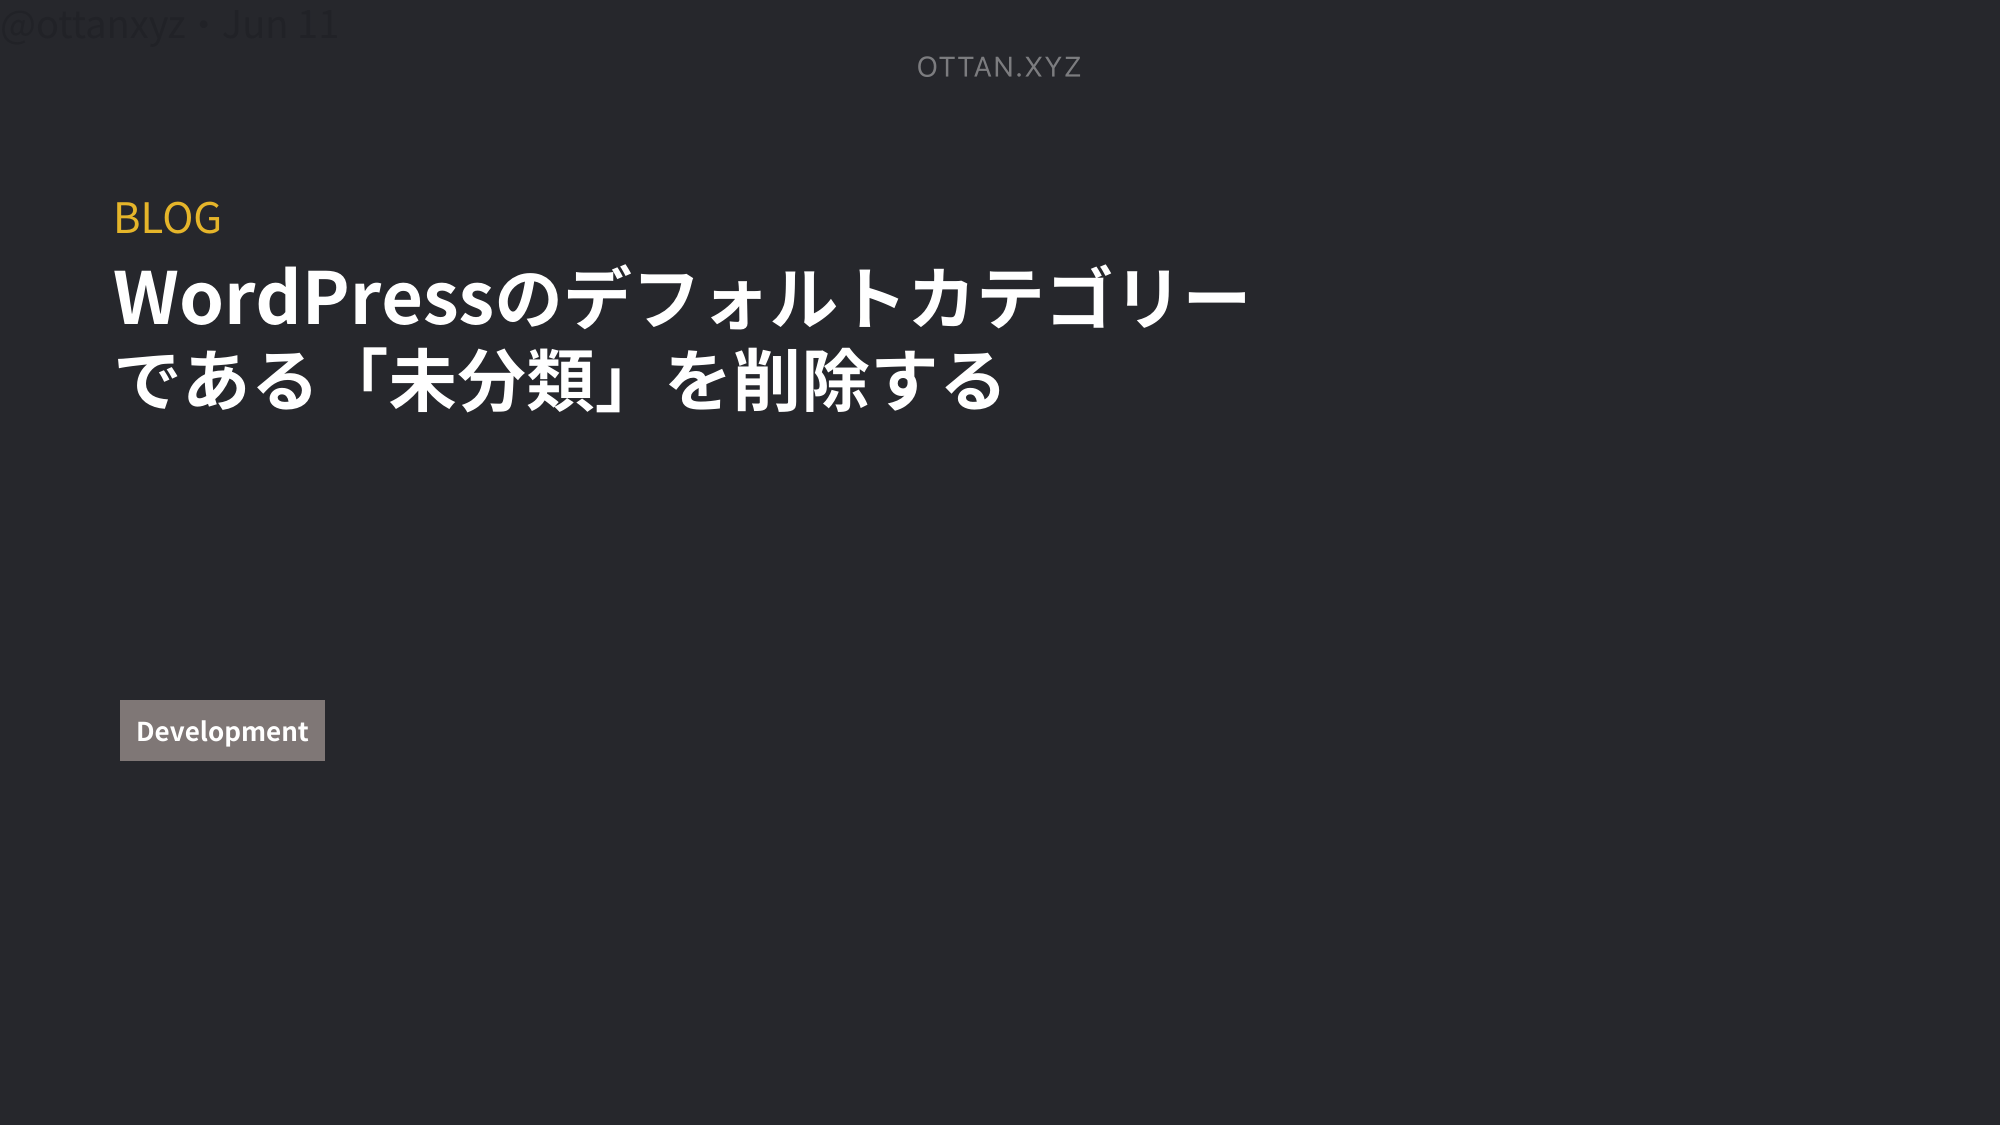 @ottanxyz・Jun 11
OTTAN.XYZ
BLOG
WordPressのデフォルトカテゴリー
である「未分類」を削除する
Development